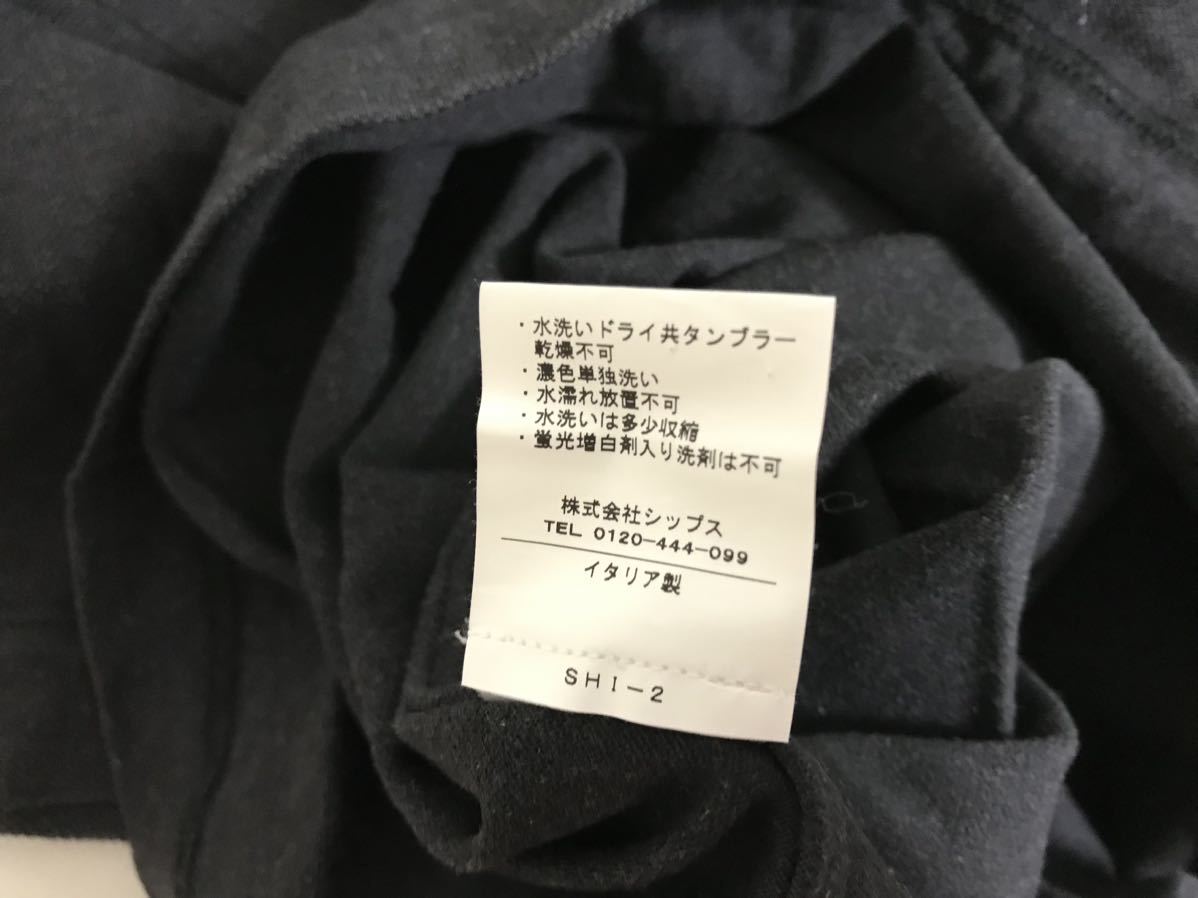 ・水洗いドライ共タンブラー
乾燥不可
・濃色単独洗い
・水濡れ放置不可
・水洗いは多少収縮
・蛍光増白剤入り洗剤は不可
株式会社シップス
TEL 0120-444-099
イタリア製
SHI-2